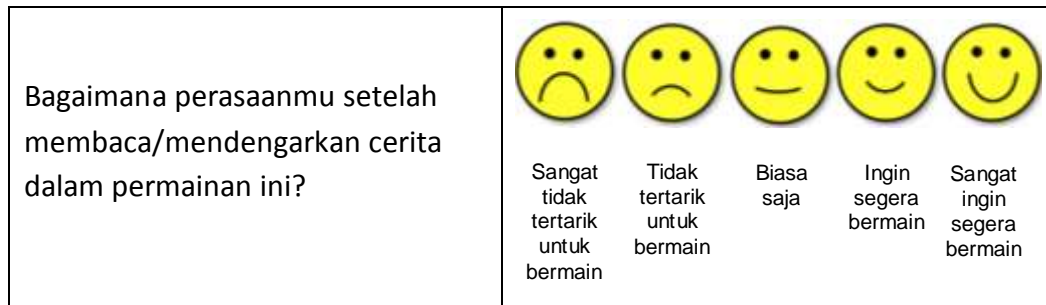 Bagaimana perasaanmu setelah
membaca/mendengarkan cerita
dalam permainan ini?
Sangat
tidak
tertarik
untuk
bermain
Tidak
tertarik
untuk
bermain
Biasa
saja
Ingin
segera
bermain
Sangat
ingin
segera
bermain